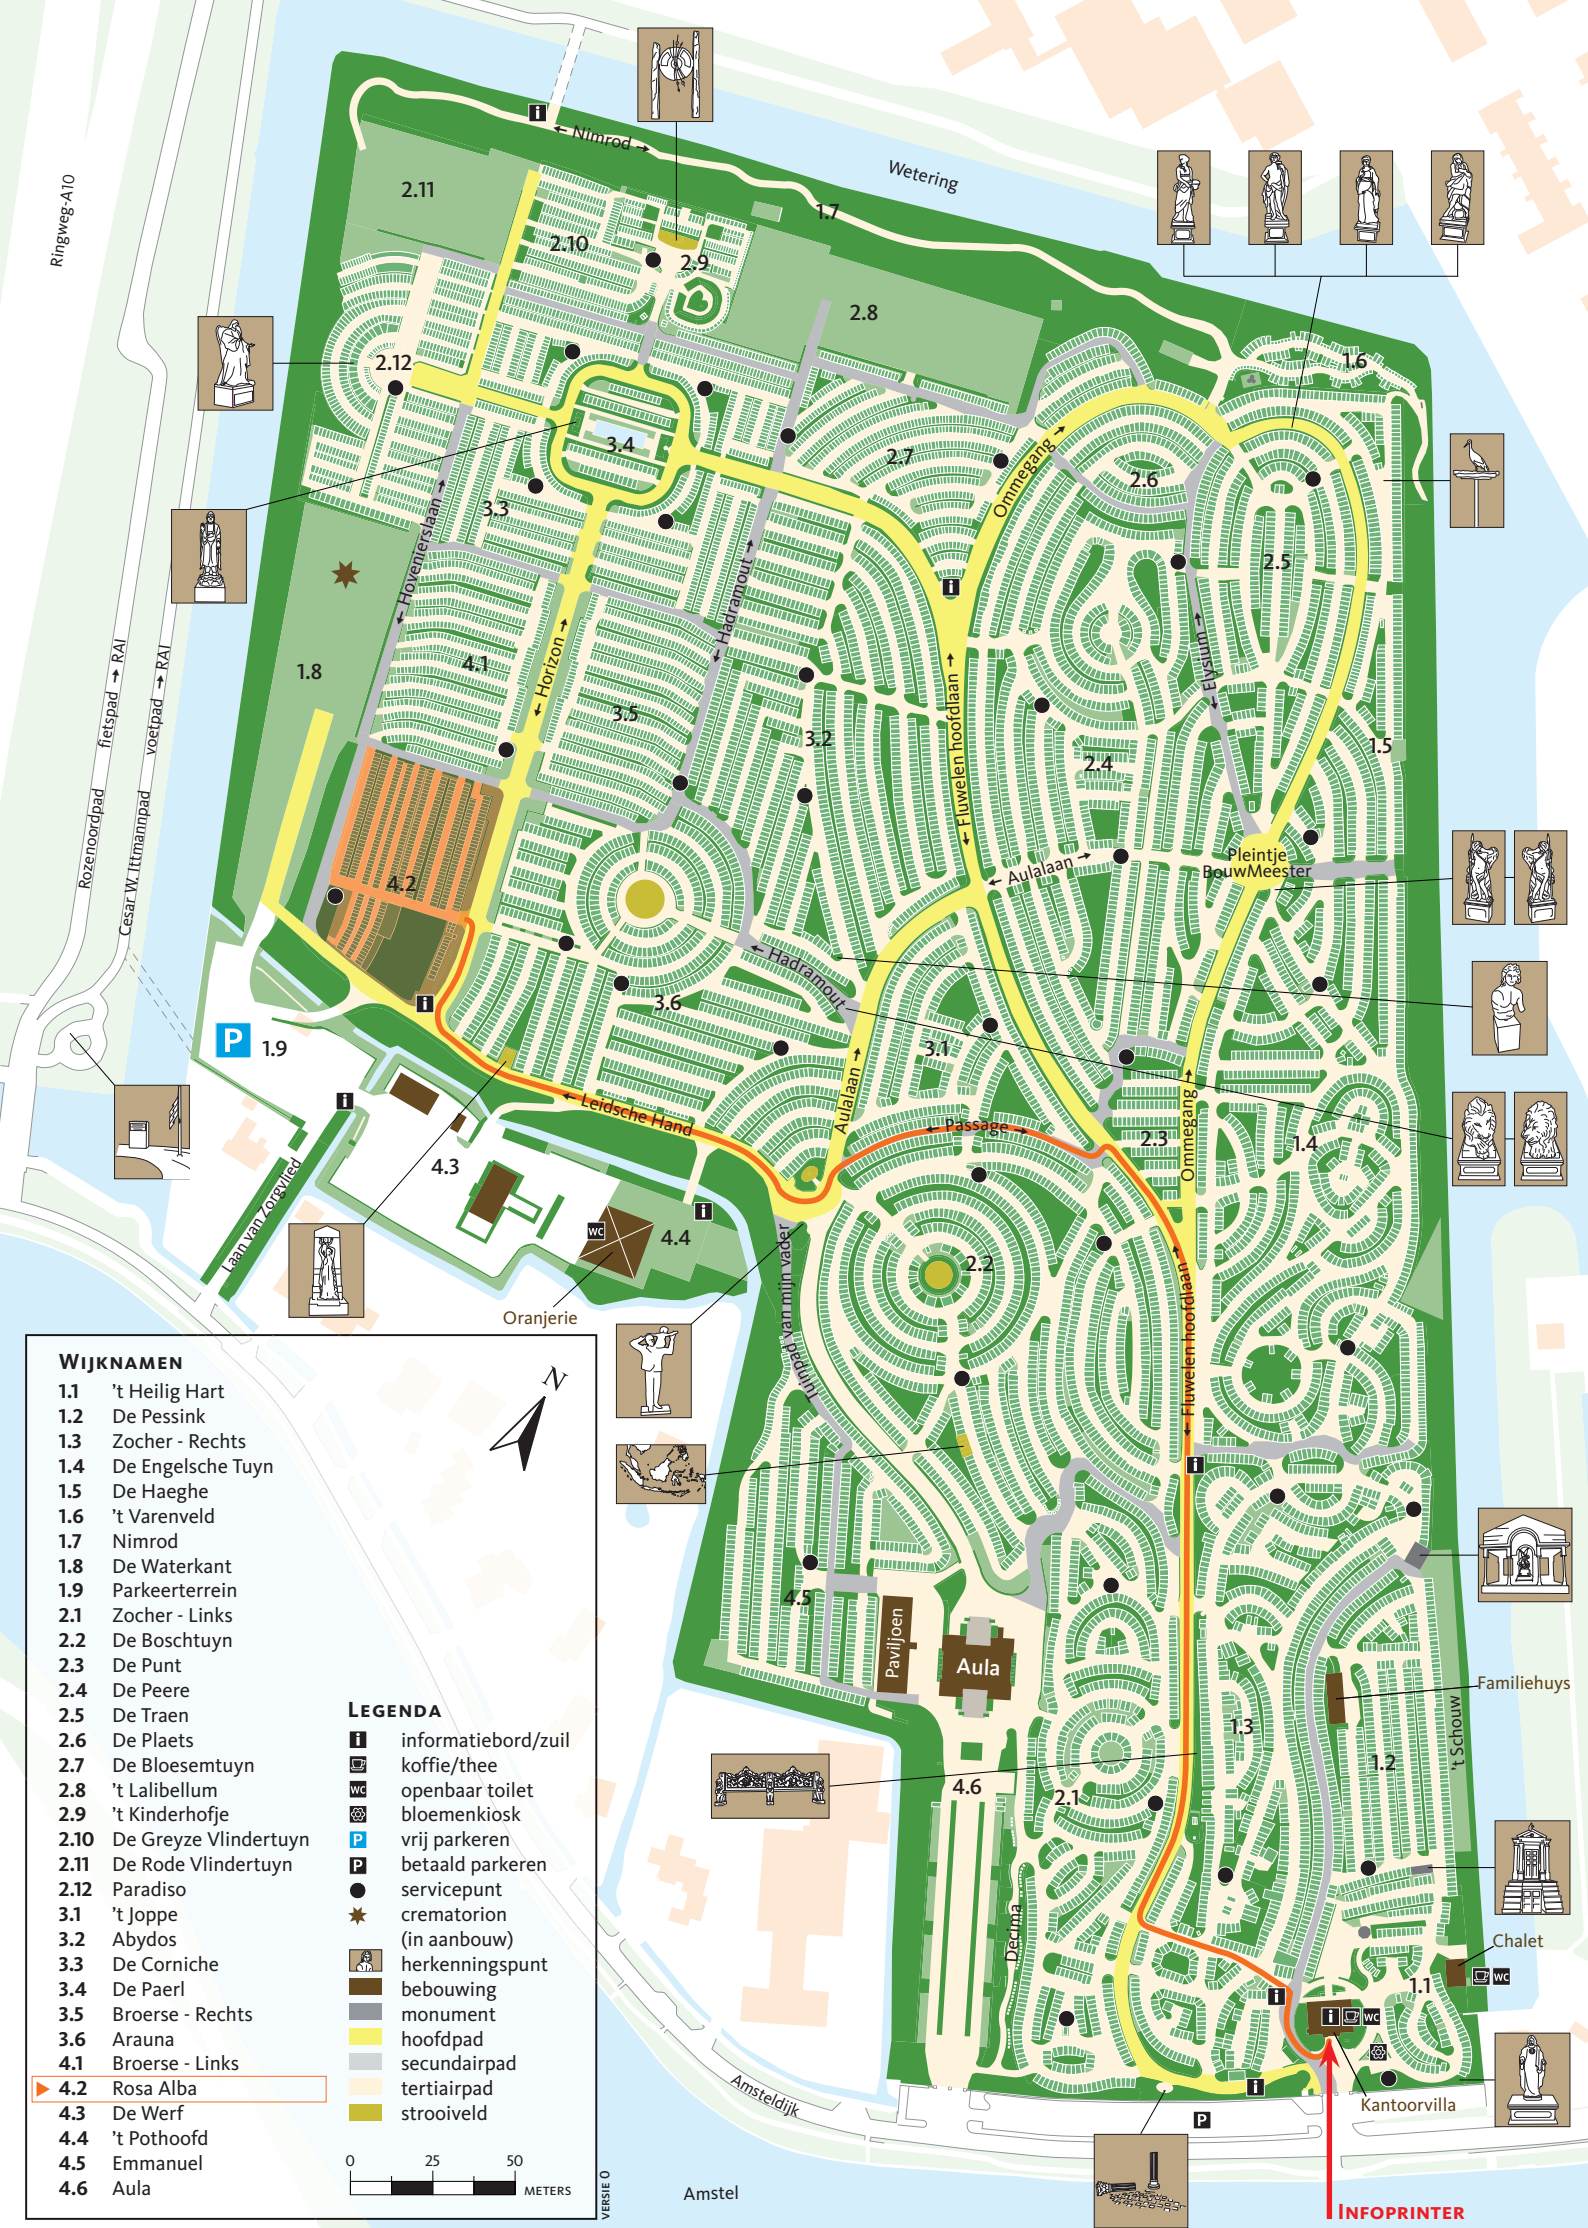 Ringweg-A10
Nimrod
Wetering
2.11
1.7
2.10
2.9
2.8
1.6
2.12
3.4
2.7
2.6
Ommegang
3.3
2.5
Hovenierslaan
Hadramout
1.8
4.1
Horizon
3.5
3.2
Fluwelen hoofdlaan
Elysium
1.5
2.4
fietspad → RAI
voetpad → RAI
Rozenoordpad
Cesar W. Ittmannpad
Aulalaan
Pleintje
BouwMeester
4.2
Hadramout
3.6
P
1.9
3.1
Aulalaan
Leidsche Hand
Passage
2.3
Ommegang
1.4
4.3
Laan van Zorgvlied
WC
4.4
Oranjerie
2.2
Tuinpad van mijn vader
Fluwelen hoofdlaan
4.5
Paviljoen
Aula
Familiehuys
't Schouw
1.3
1.2
4.6
2.1
Decima
Chalet
WC
1.1
WC
Kantoorvilla
P
Amsteldijk
Amstel
INFOPRINTER
WIJKNAMEN
1.1 't Heilig Hart
1.2 De Pessink
1.3 Zocher - Rechts
1.4 De Engelsche Tuyn
1.5 De Haeghe
1.6 't Varenveld
1.7 Nimrod
1.8 De Waterkant
1.9 Parkeerterrein
2.1 Zocher - Links
2.2 De Boschtuyn
2.3 De Punt
2.4 De Peere
2.5 De Traen
2.6 De Plaets
2.7 De Bloesemtuyn
2.8 't Lalibellum
2.9 't Kinderhofje
2.10 De Greyze Vlindertuyn
2.11 De Rode Vlindertuyn
2.12 Paradiso
3.1 't Joppe
3.2 Abydos
3.3 De Corniche
3.4 De Paerl
3.5 Broerse - Rechts
3.6 Arauna
4.1 Broerse - Links
4.2 Rosa Alba
4.3 De Werf
4.4 't Pothoofd
4.5 Emmanuel
4.6 Aula
N
LEGENDA
i informatiebord/zuil
koffie/thee
WC openbaar toilet
bloemenkiosk
P vrij parkeren
P betaald parkeren
servicepunt
crematorion
(in aanbouw)
herkenningspunt
bebouwing
monument
hoofdpad
secundairpad
tertiairpad
strooiveld
0 25 50
METERS
VERSIE O